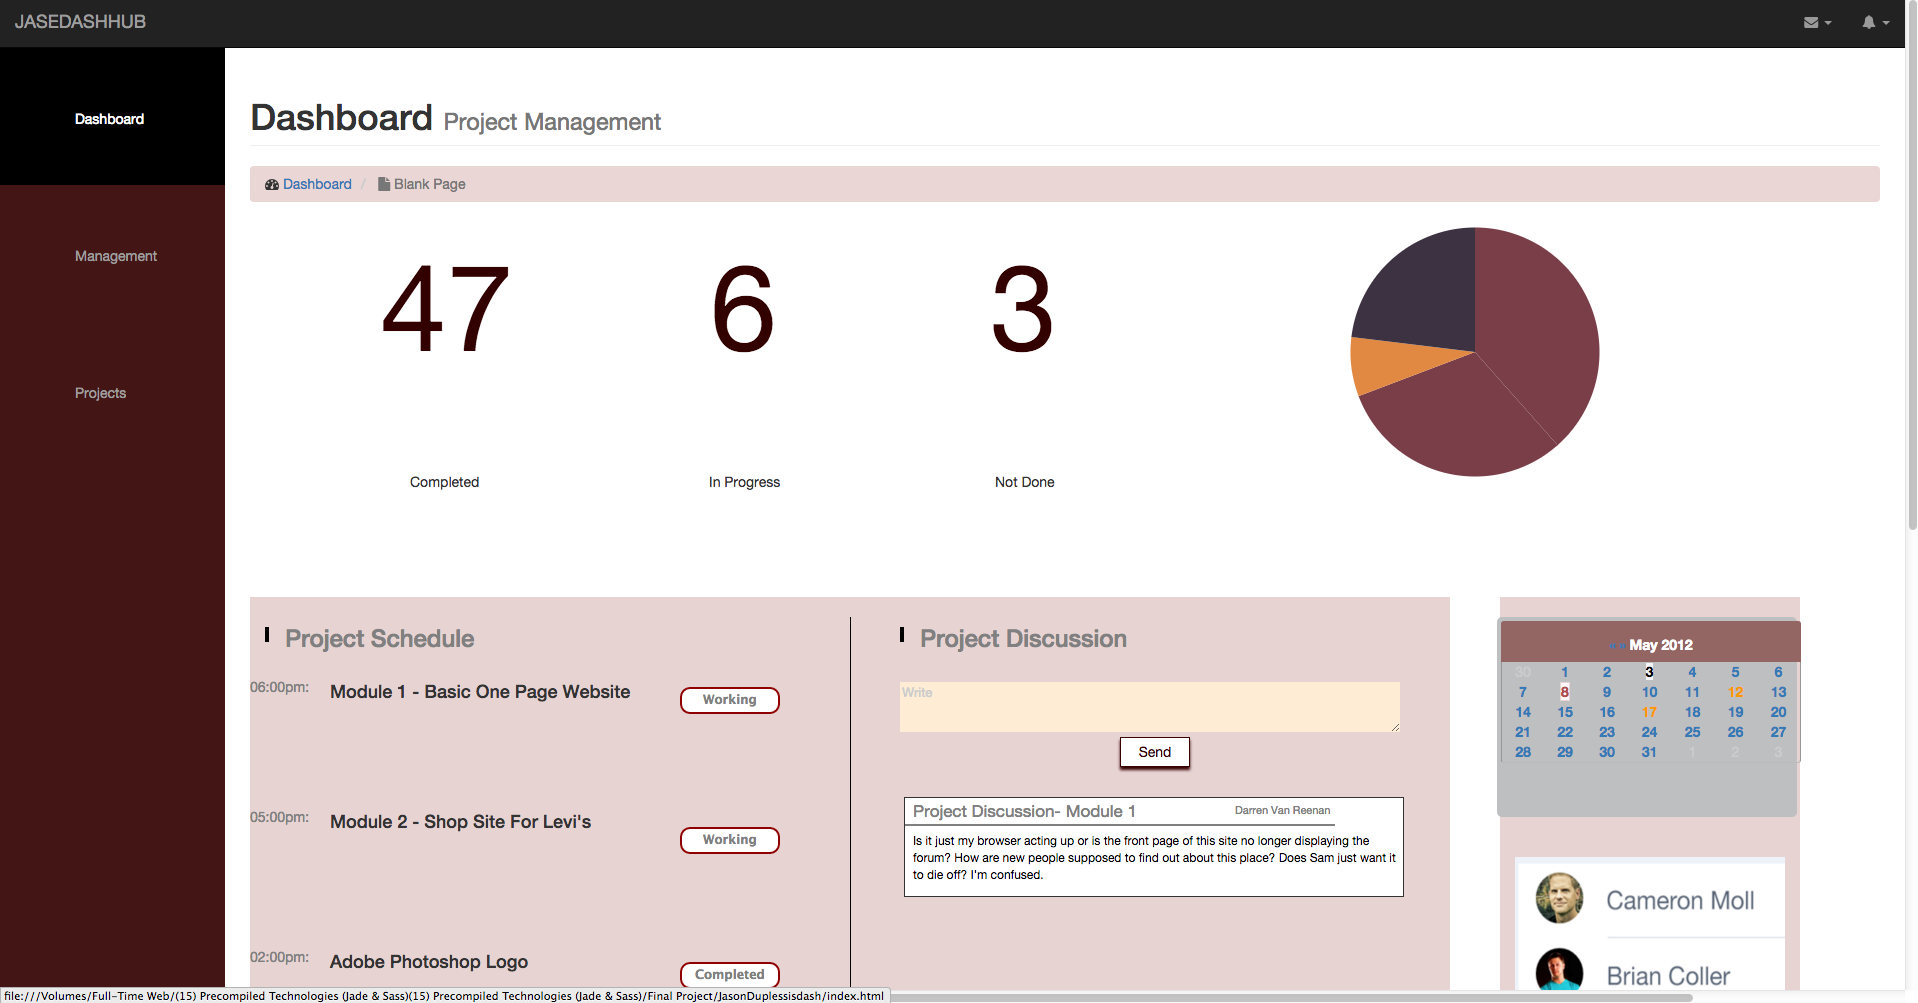 JASEDASHHUB
Dashboard
Management
Projects
Dashboard Project Management
Dashboard / Blank Page
47
6
3
Completed
In Progress
Not Done
Project Schedule
06:00pm:
Module 1 - Basic One Page Website
Working
05:00pm:
Module 2 - Shop Site For Levi's
Working
02:00pm:
Adobe Photoshop Logo
Completed
Project Discussion
Write
Send
Project Discussion- Module 1
Darren Van Reenan
Is it just my browser acting up or is the front page of this site no longer displaying the
forum? How are new people supposed to find out about this place? Does Sam just want it
to die off? I'm confused.
May 2012
30 1 2 3 4 5 6
7 8 9 10 11 12 13
14 15 16 17 18 19 20
21 22 23 24 25 26 27
28 29 30 31 1 2 3
Cameron Moll
Brian Coller
file:///Volumes/Full-Time Web/(15) Precompiled Technologies (Jade & Sass)(15) Precompiled Technologies (Jade & Sass)/Final Project/JasonDuplessisdash/index.html